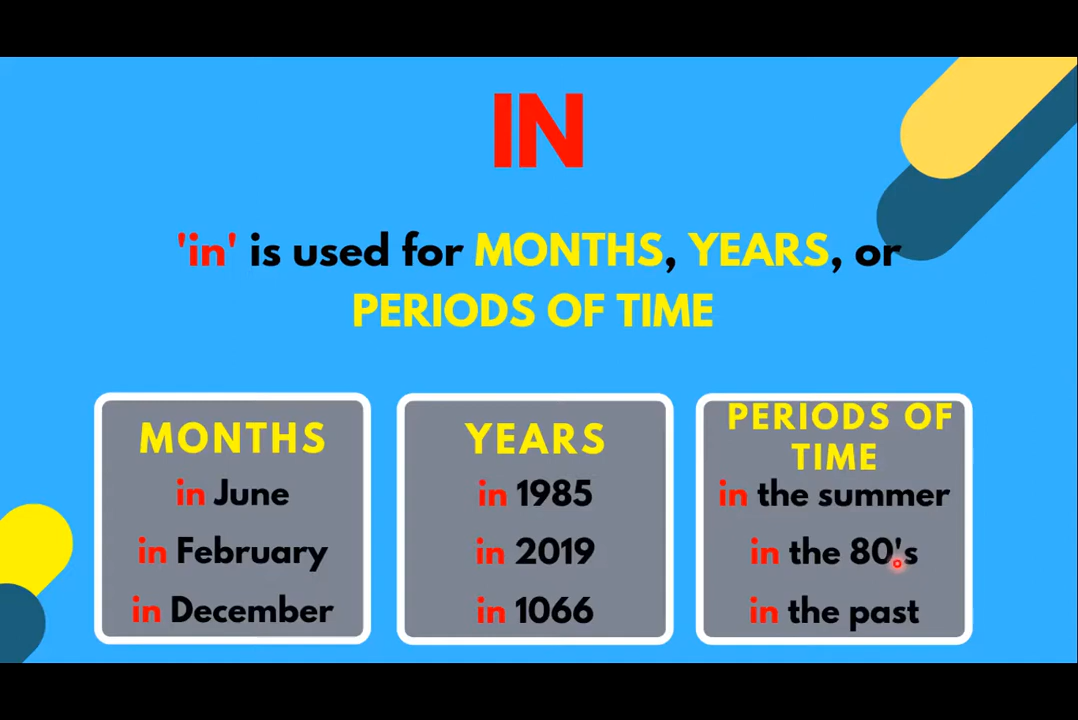 IN
'in' is used for MONTHS, YEARS, or
PERIODS OF TIME
MONTHS
in June
in February
in December
YEARS
in 1985
in 2019
in 1066
PERIODS OF
TIME
in the summer
in the 80's
in the past